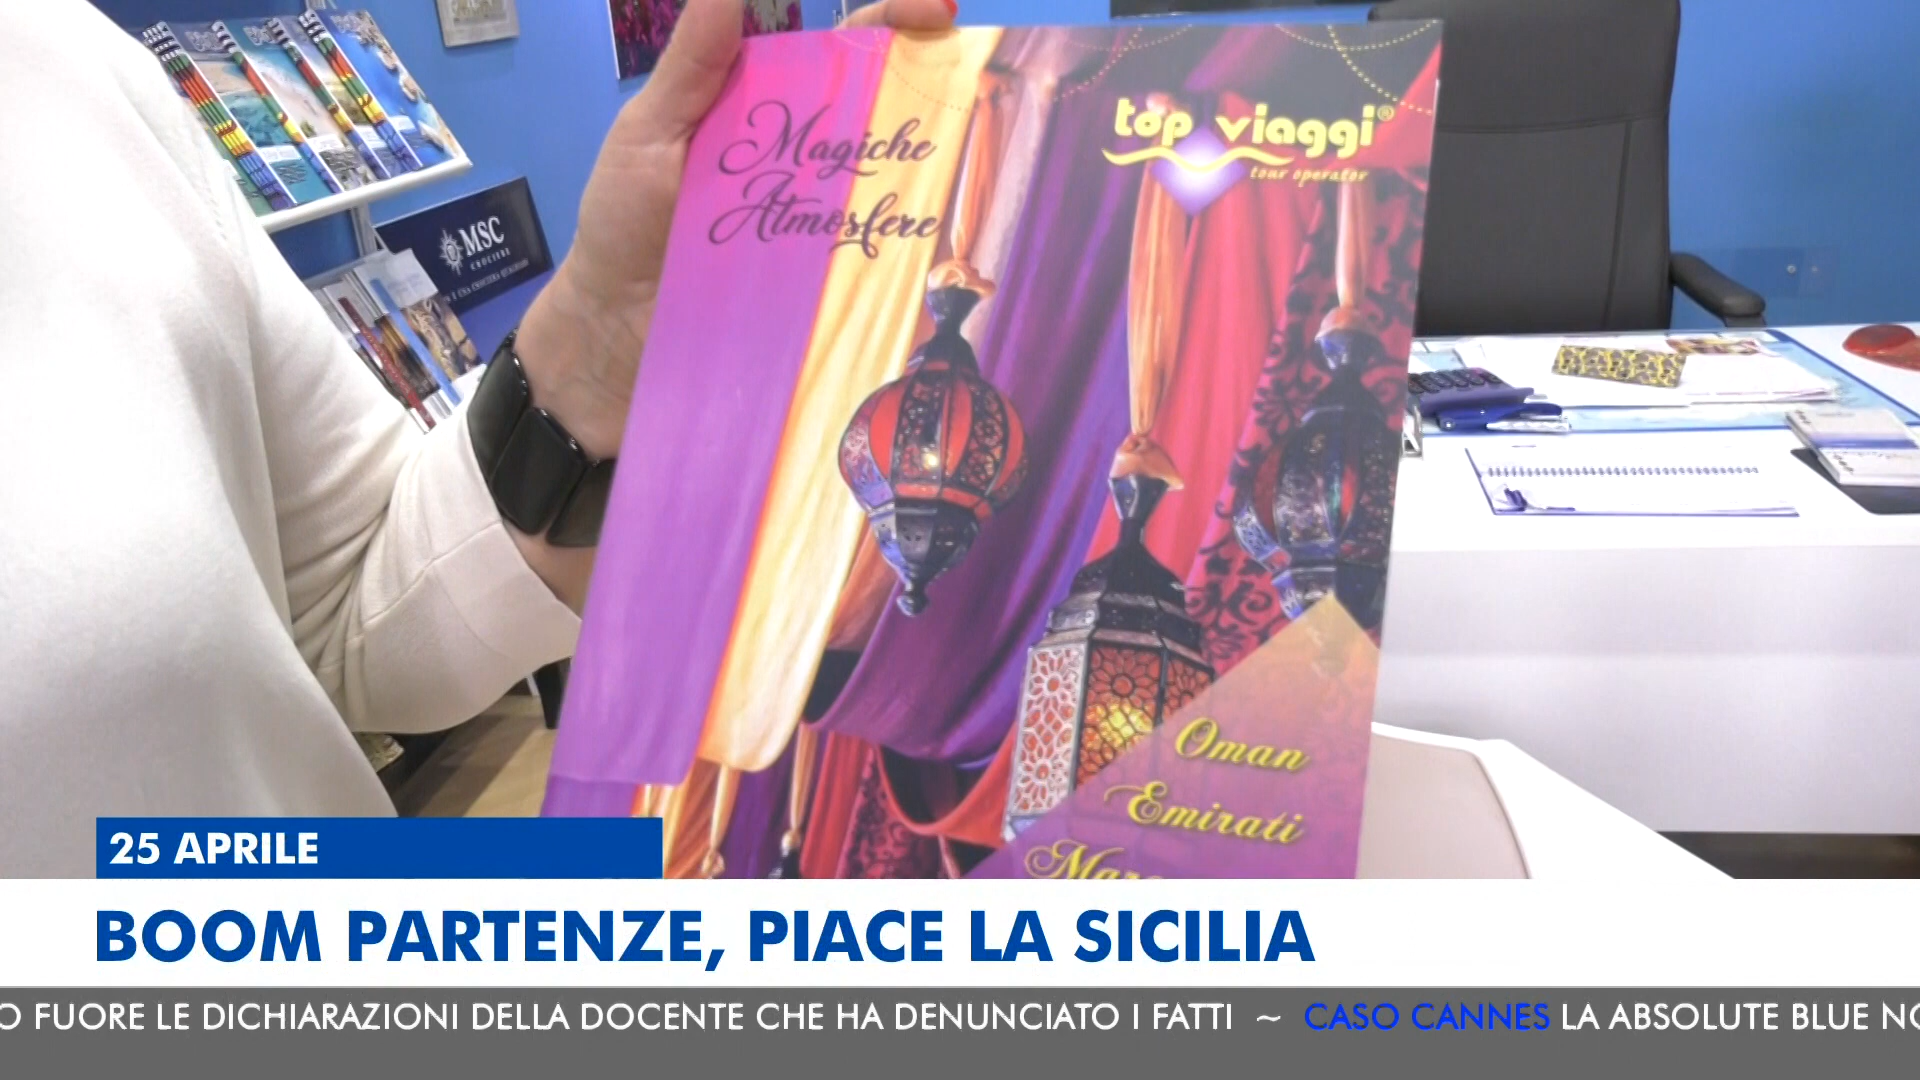 Magiche
Atmosfere
top viaggi®
tour operator
MSC
CROCIERE
Oman
Emirati
25 APRILE
BOOM PARTENZE, PIACE LA SICILIA
O FUORE LE DICHIARAZIONI DELLA DOCENTE CHE HA DENUNCIATO I FATTI ~ CASO CANNES LA ABSOLUTE BLUE NO